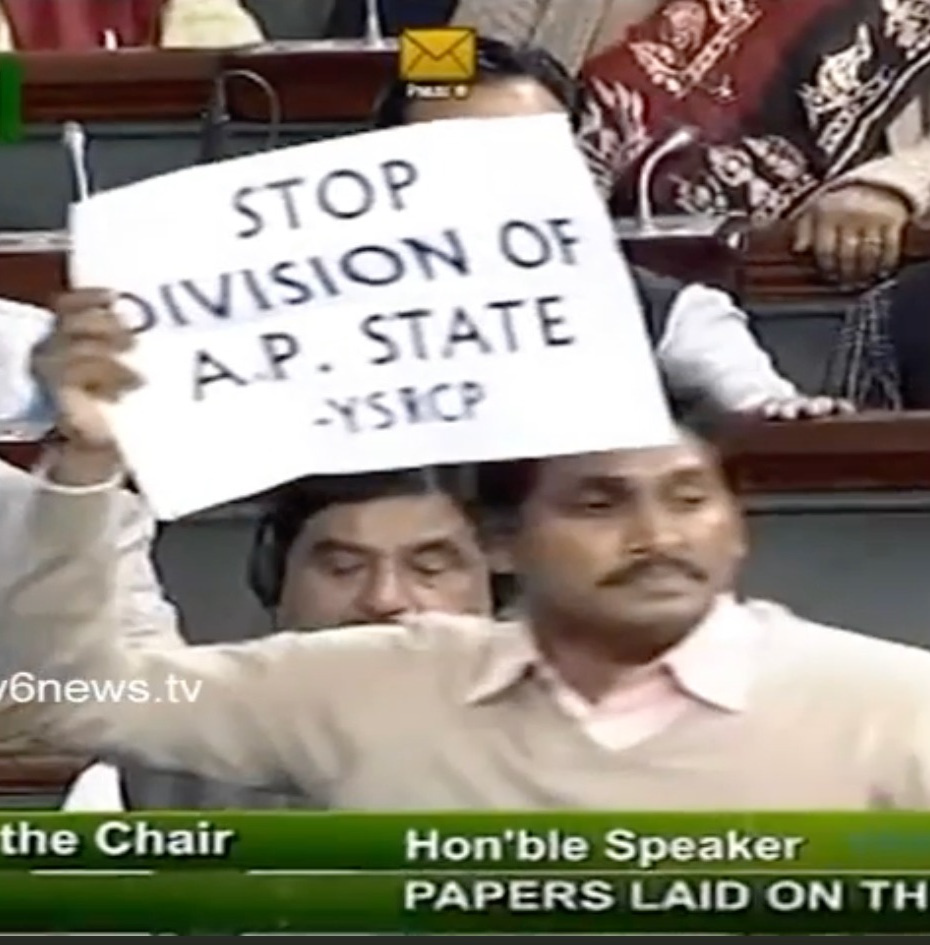 STOP
DIVISION OF
A.P. STATE
-YSRCP
v6news.tv
the Chair
Hon'ble Speaker
PAPERS LAID ON TH